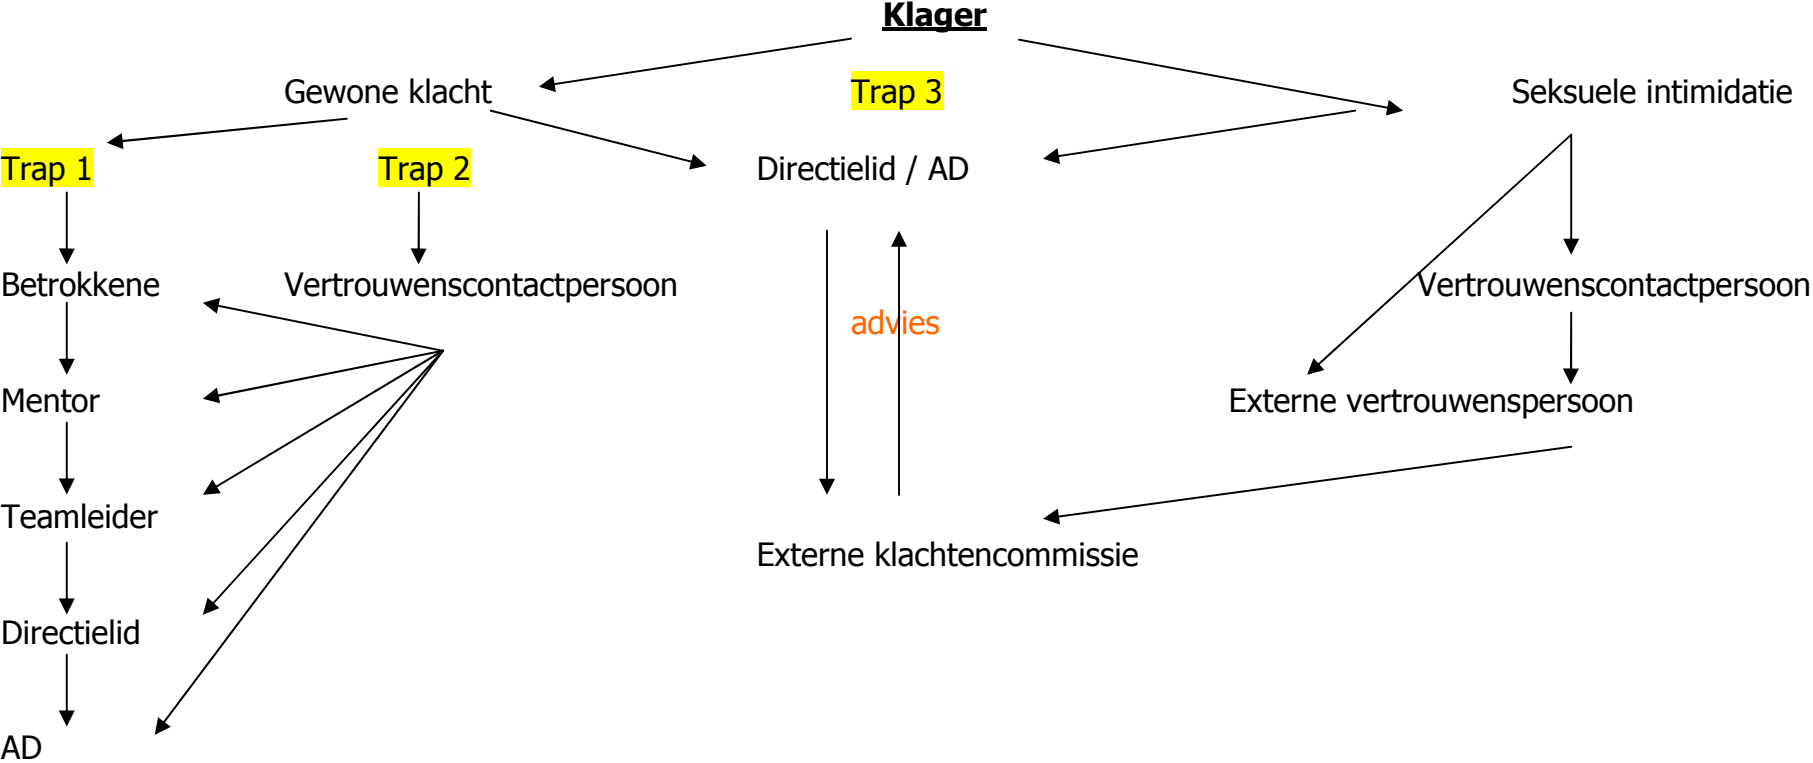 Klager
Gewone klacht Trap 3 Seksuele intimidatie
Trap 1 Trap 2 Directielid / AD
Betrokkene Vertrouwenscontactpersoon Vertrouwenscontactpersoon
advies
Mentor Externe vertrouwenspersoon
Teamleider
Externe klachtencommissie
Directielid
AD